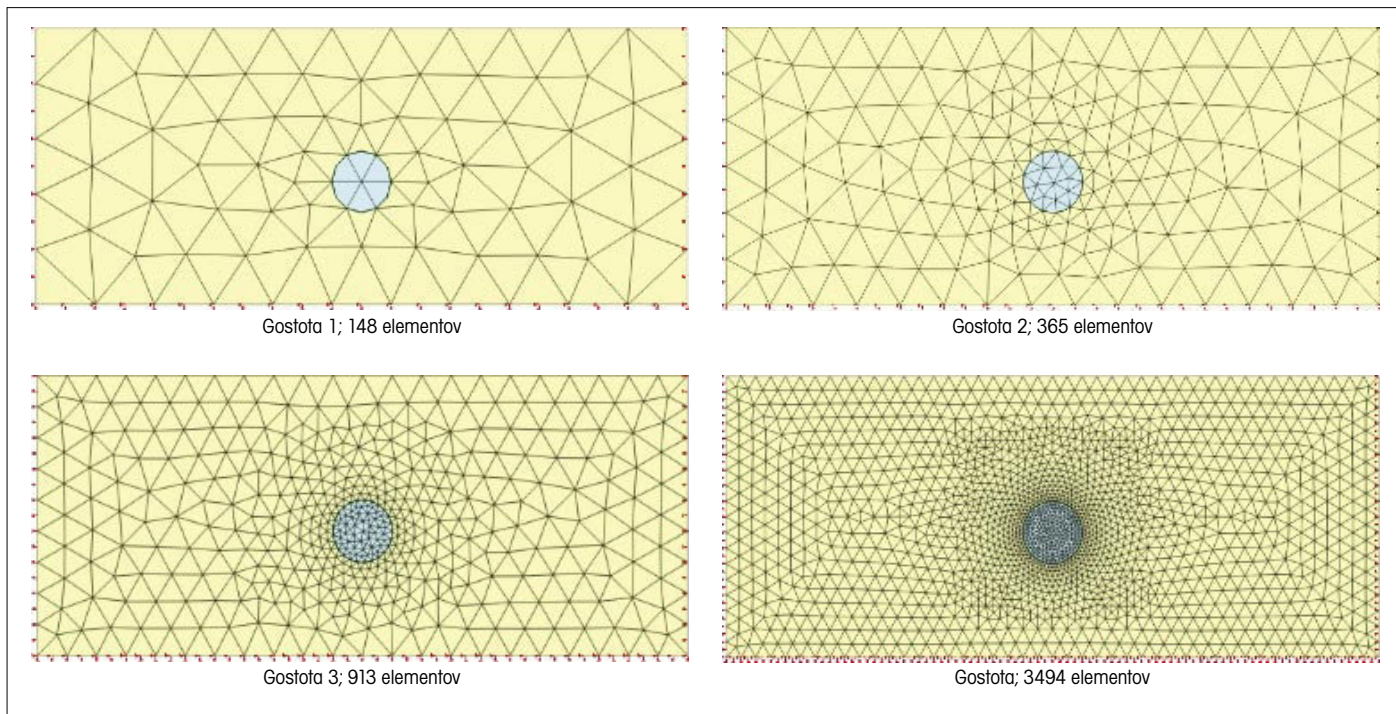 Gostota 1; 148 elementov
Gostota 2; 365 elementov
Gostota 3; 913 elementov
Gostota; 3494 elementov